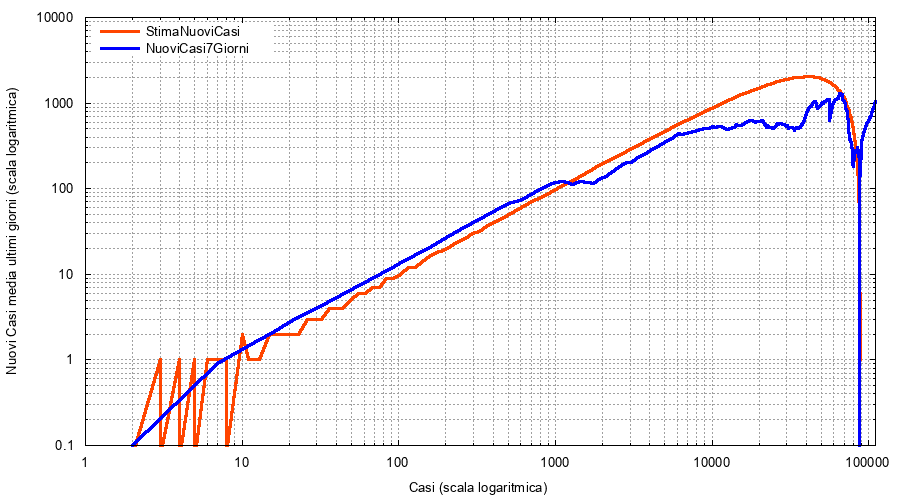 10000
1000
100
10
1
0.1
StimaNuoviCasi
NuoviCasi7Giorni
Nuovi Casi media ultimi giorni (scala logaritmica)
1 10 100 1000 10000 100000
Casi (scala logaritmica)